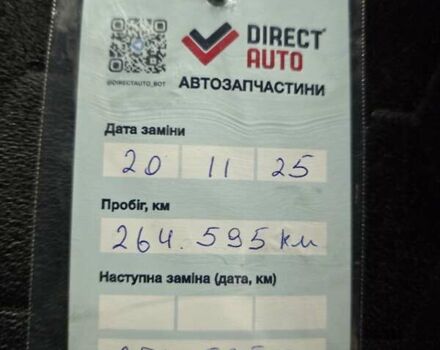 DIRECT
AUTO
@DIRECTAUTO_BOT
АВТОЗАПЧАСТИНИ
Дата заміни
20 11 25
Пробіг, км
264.595 км
Наступна заміна (дата, км)